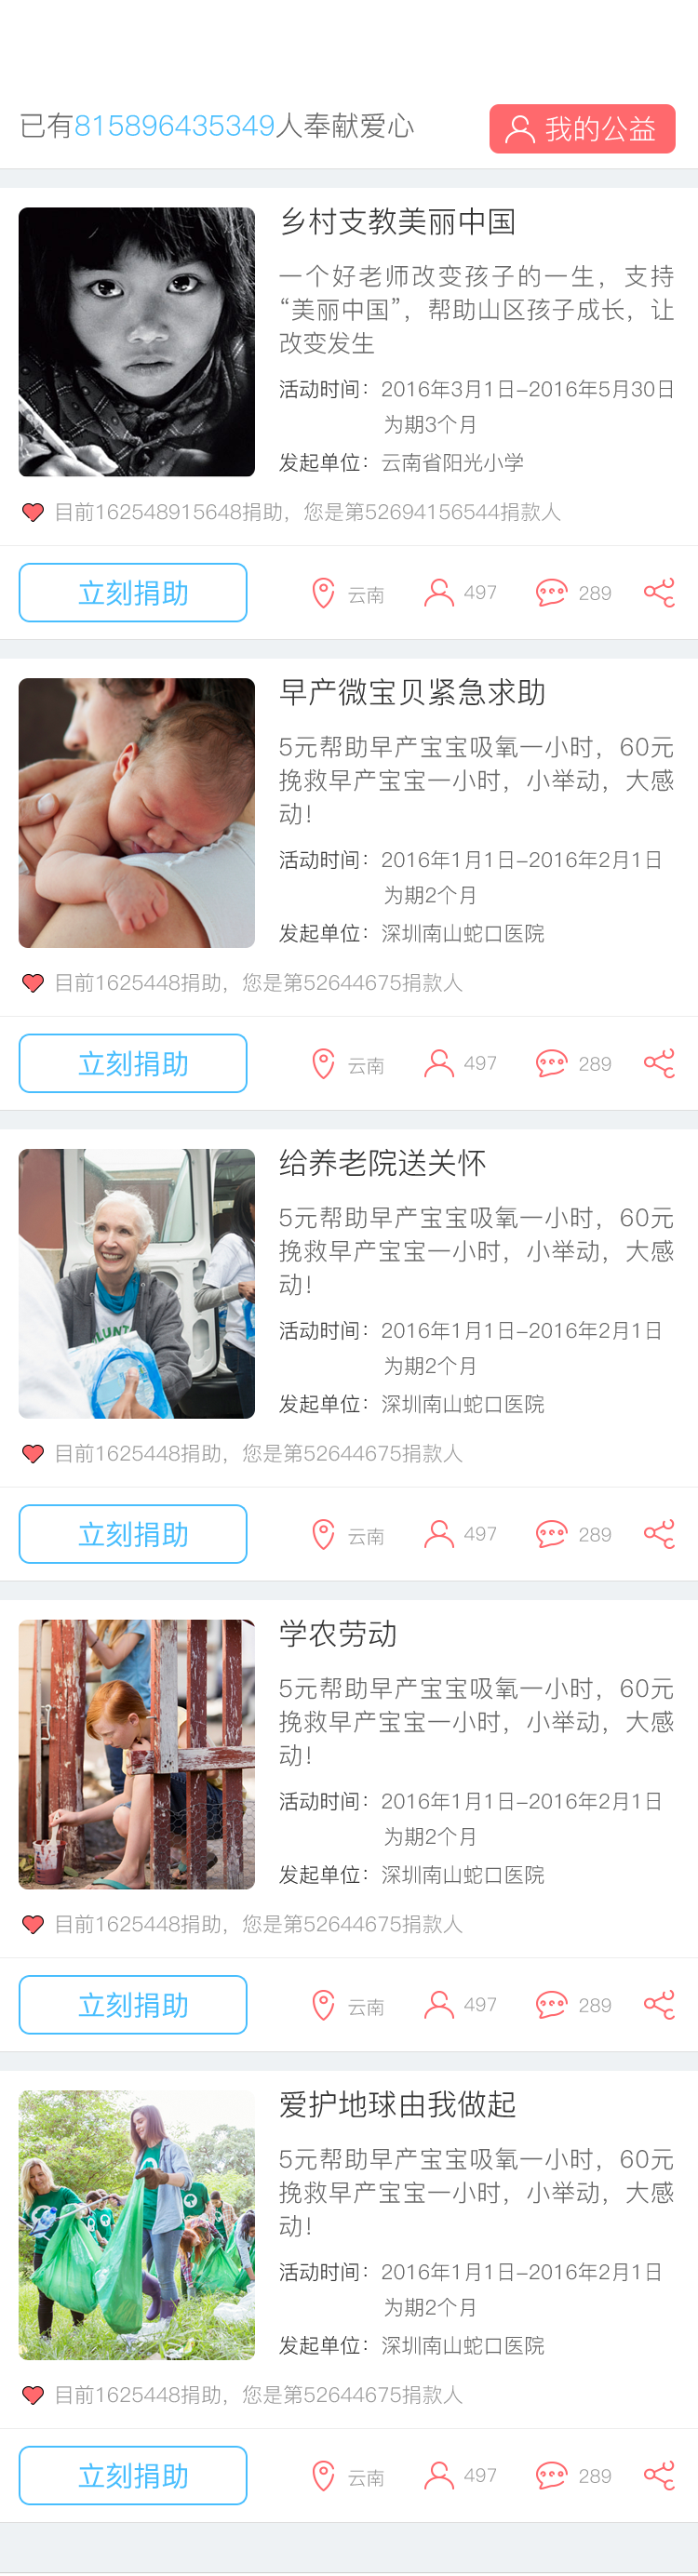 已有815896435349人奉献爱心
我的公益
乡村支教美丽中国
一个好老师改变孩子的一生，支持
“美丽中国”，帮助山区孩子成长，让
改变发生
活动时间：2016年3月1日-2016年5月30日
为期3个月
发起单位：云南省阳光小学
目前162548915648捐助，您是第52694156544捐款人
立刻捐助 云南 497 289
早产微宝贝紧急求助
5元帮助早产宝宝吸氧一小时，60元
挽救早产宝宝一小时，小举动，大感
动！
活动时间：2016年1月1日-2016年2月1日
为期2个月
发起单位：深圳南山蛇口医院
目前1625448捐助，您是第52644675捐款人
立刻捐助 云南 497 289
给养老院送关怀
5元帮助早产宝宝吸氧一小时，60元
挽救早产宝宝一小时，小举动，大感
动！
VOLUNT
活动时间：2016年1月1日-2016年2月1日
为期2个月
发起单位：深圳南山蛇口医院
目前1625448捐助，您是第52644675捐款人
立刻捐助 云南 497 289
学农劳动
5元帮助早产宝宝吸氧一小时，60元
挽救早产宝宝一小时，小举动，大感
动！
活动时间：2016年1月1日-2016年2月1日
为期2个月
发起单位：深圳南山蛇口医院
目前1625448捐助，您是第52644675捐款人
立刻捐助 云南 497 289
爱护地球由我做起
5元帮助早产宝宝吸氧一小时，60元
挽救早产宝宝一小时，小举动，大感
动！
活动时间：2016年1月1日-2016年2月1日
为期2个月
发起单位：深圳南山蛇口医院
目前1625448捐助，您是第52644675捐款人
立刻捐助 云南 497 289